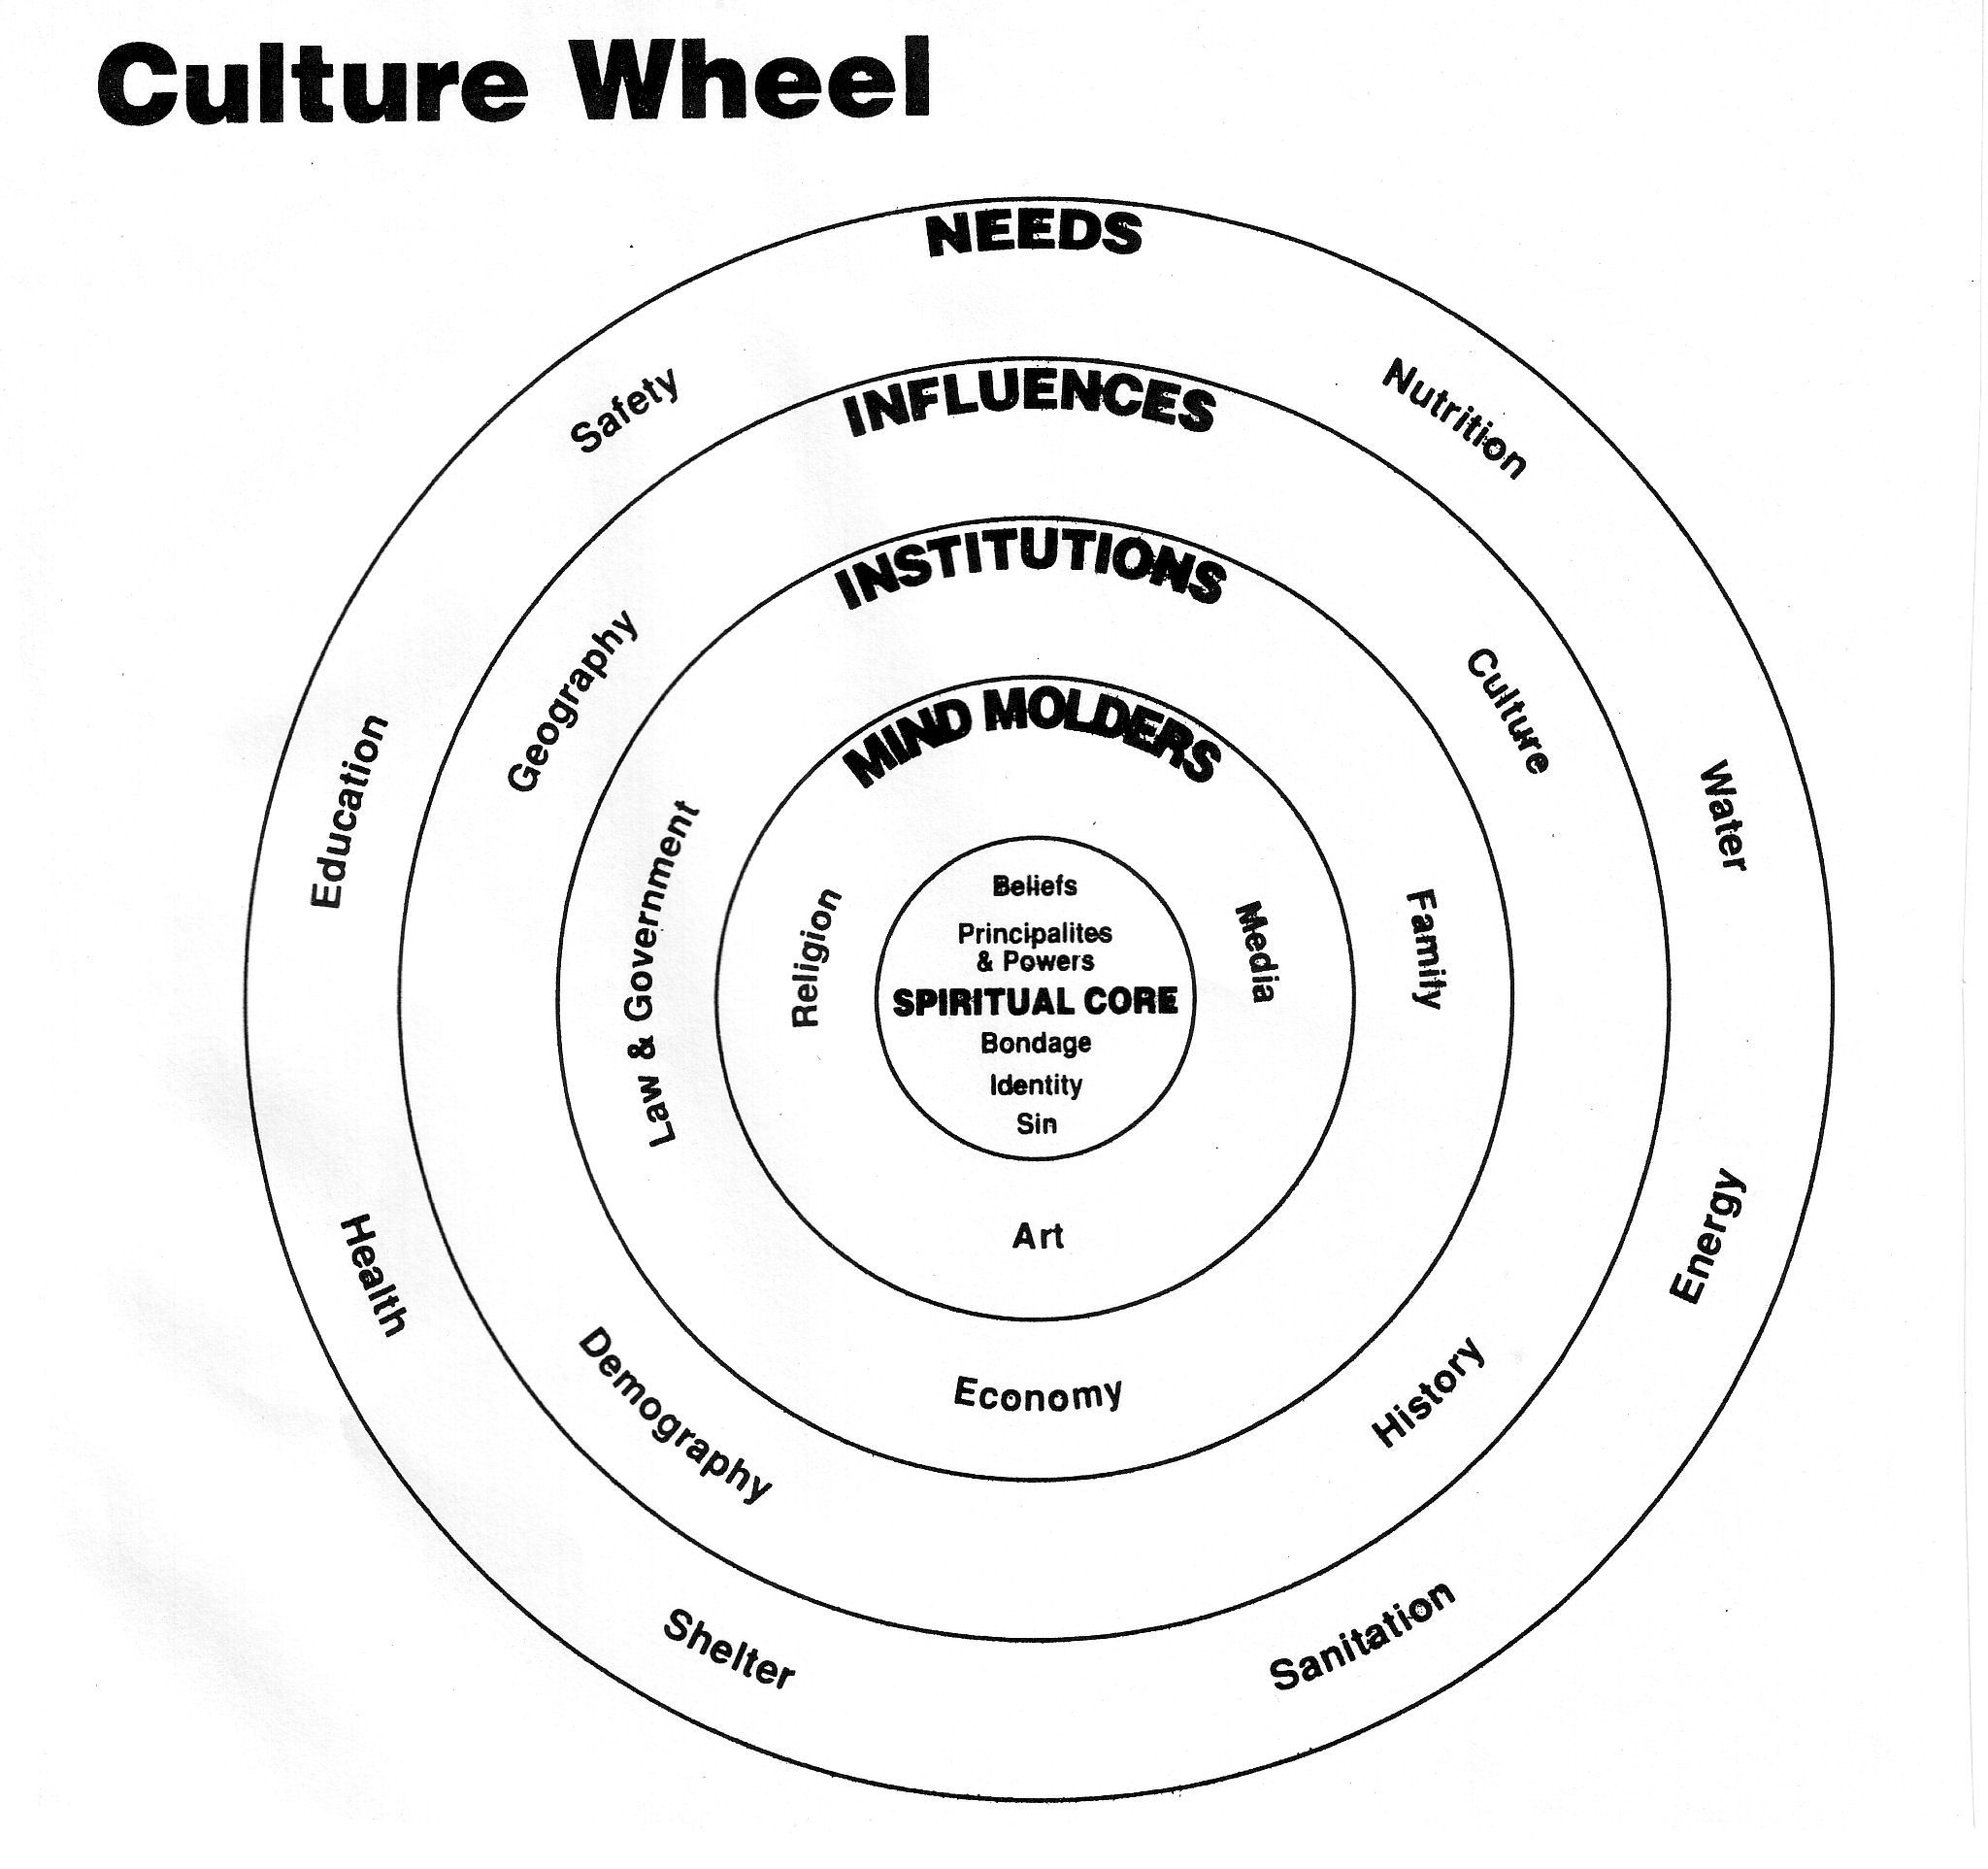 Culture Wheel
NEEDS
Safety
Nutrition
INFLUENCES
INSTITUTIONS
Geography
Culture
MIND MOLDERS
Education
Water
Law & Government
Religion
Media
Family
Beliefs
Principalites
& Powers
SPIRITUAL CORE
Bondage
Identity
Sin
Art
Health
Energy
Demography
Economy
History
Shelter
Sanitation